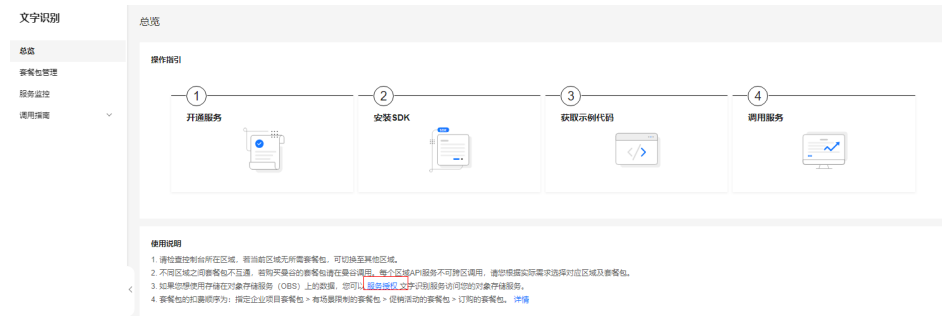 文字识别
总览
总览
套餐包管理
服务监控
调用指南
操作指引
1
开通服务
2
安装SDK
3
获取示例代码
4
调用服务
使用说明
1. 请检查控制台所在区域，若当前区域无所需套餐包，可切换至其他区域。
2. 不同区域之间套餐包不互通，若购买曼谷的套餐包请在曼谷调用。每个区域API服务不可跨区调用，请您根据实际需求选择对应区域及套餐包。
3. 如果您想使用存储在对象存储服务（OBS）上的数据，您可以 服务授权 文字识别服务访问您的对象存储服务。
4. 套餐包的扣费顺序为：指定企业项目套餐包 > 有场景限制的套餐包 > 促销活动的套餐包 > 订购的套餐包。 详情